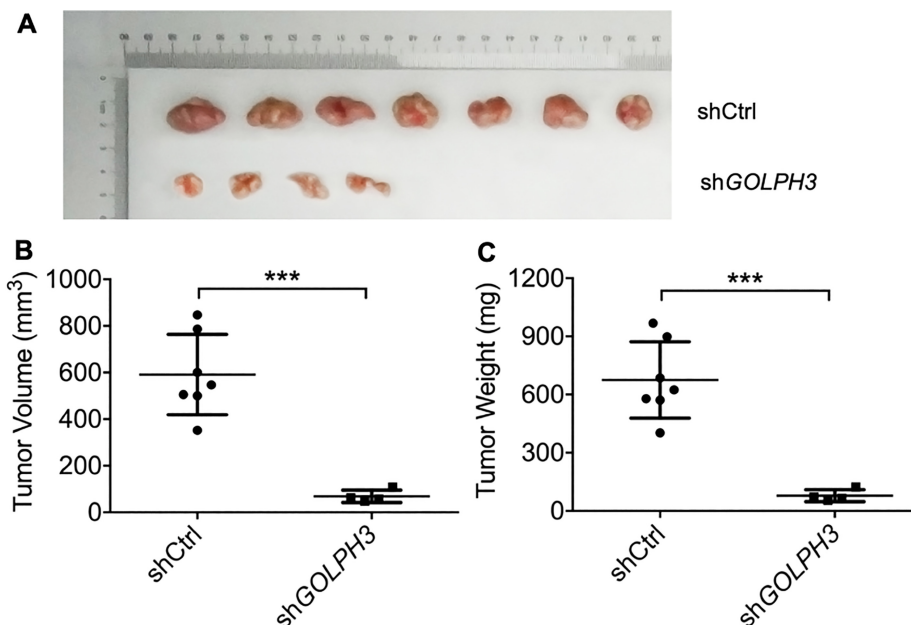 A
shCtrl
shGOLPH3
B
Tumor Volume (mm³)
1000
800
600
400
200
0
***
shCtrl
shGOLPH3
C
Tumor Weight (mg)
1200
900
600
300
0
***
shCtrl
shGOLPH3